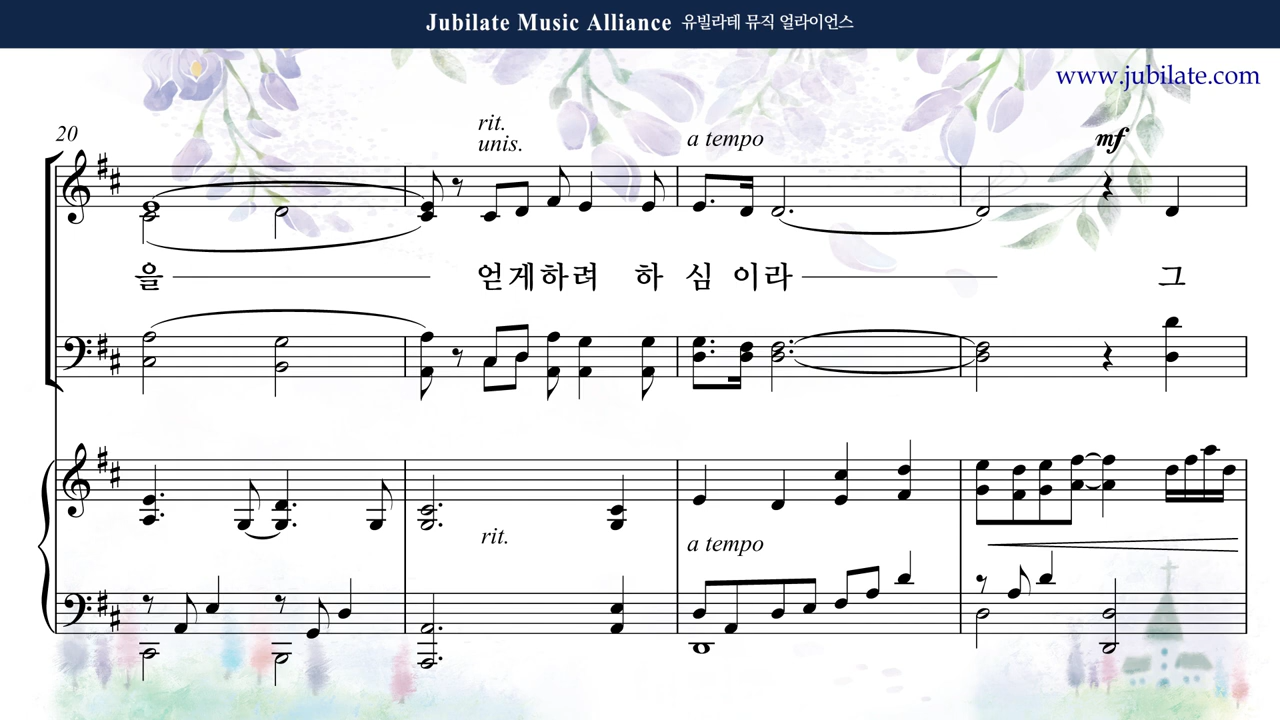 Jubilate Music Alliance 유빌라테 뮤직 얼라이언스
www.jubilate.com
20
rit.
unis.
a tempo
mf
을 얻게하려 하 심 이라 그
rit.
a tempo